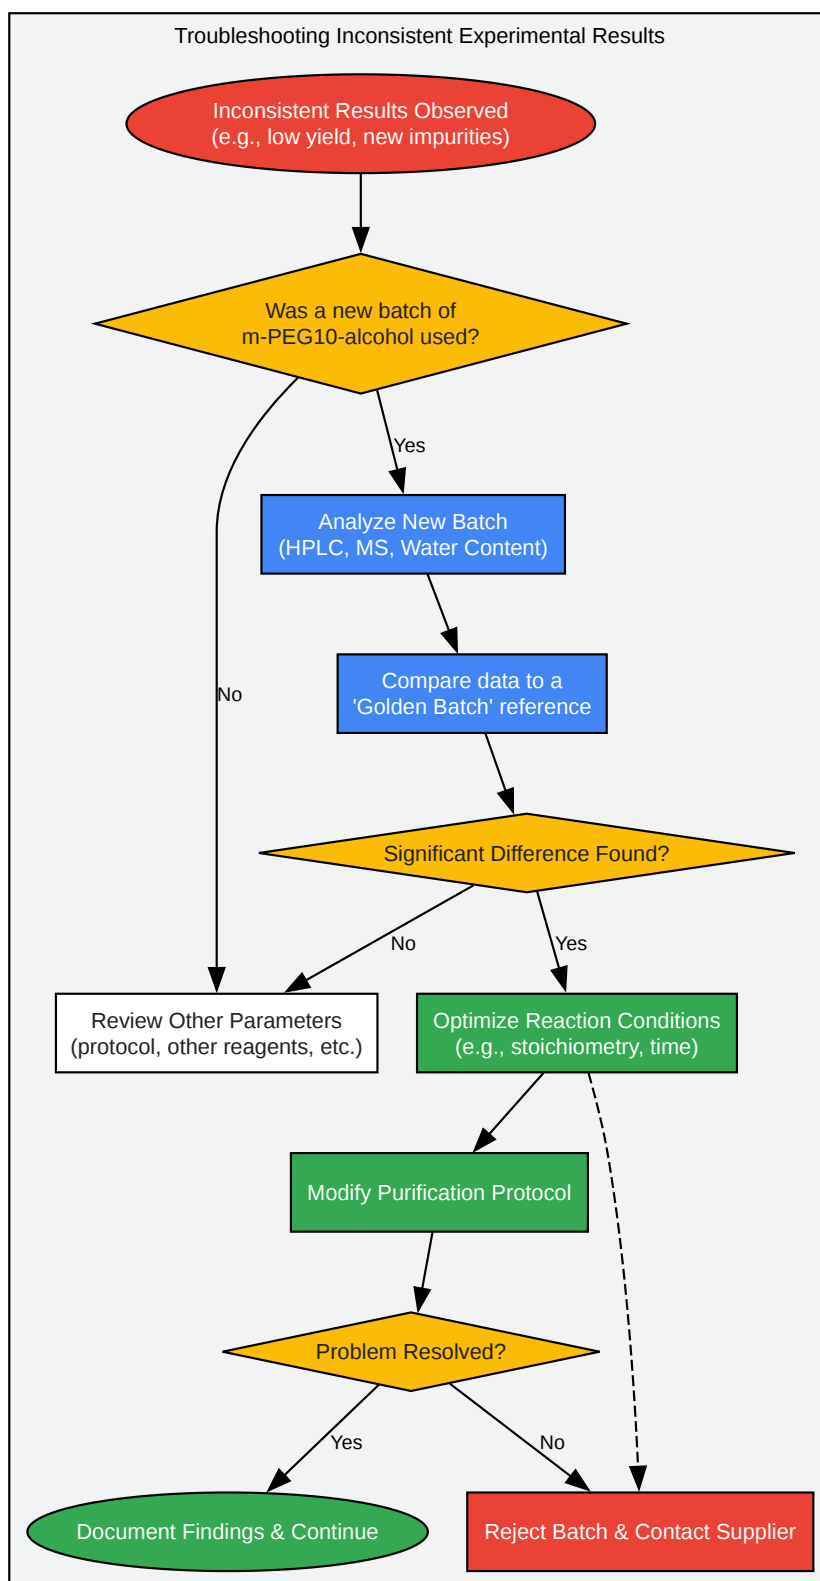 Troubleshooting Inconsistent Experimental Results
Inconsistent Results Observed
(e.g., low yield, new impurities)
Was a new batch of
m-PEG10-alcohol used?
Yes
Analyze New Batch
(HPLC, MS, Water Content)
Compare data to a
'Golden Batch' reference
No
Significant Difference Found?
No
Yes
Review Other Parameters
(protocol, other reagents, etc.)
Optimize Reaction Conditions
(e.g., stoichiometry, time)
Modify Purification Protocol
Problem Resolved?
Yes
No
Document Findings & Continue
Reject Batch & Contact Supplier